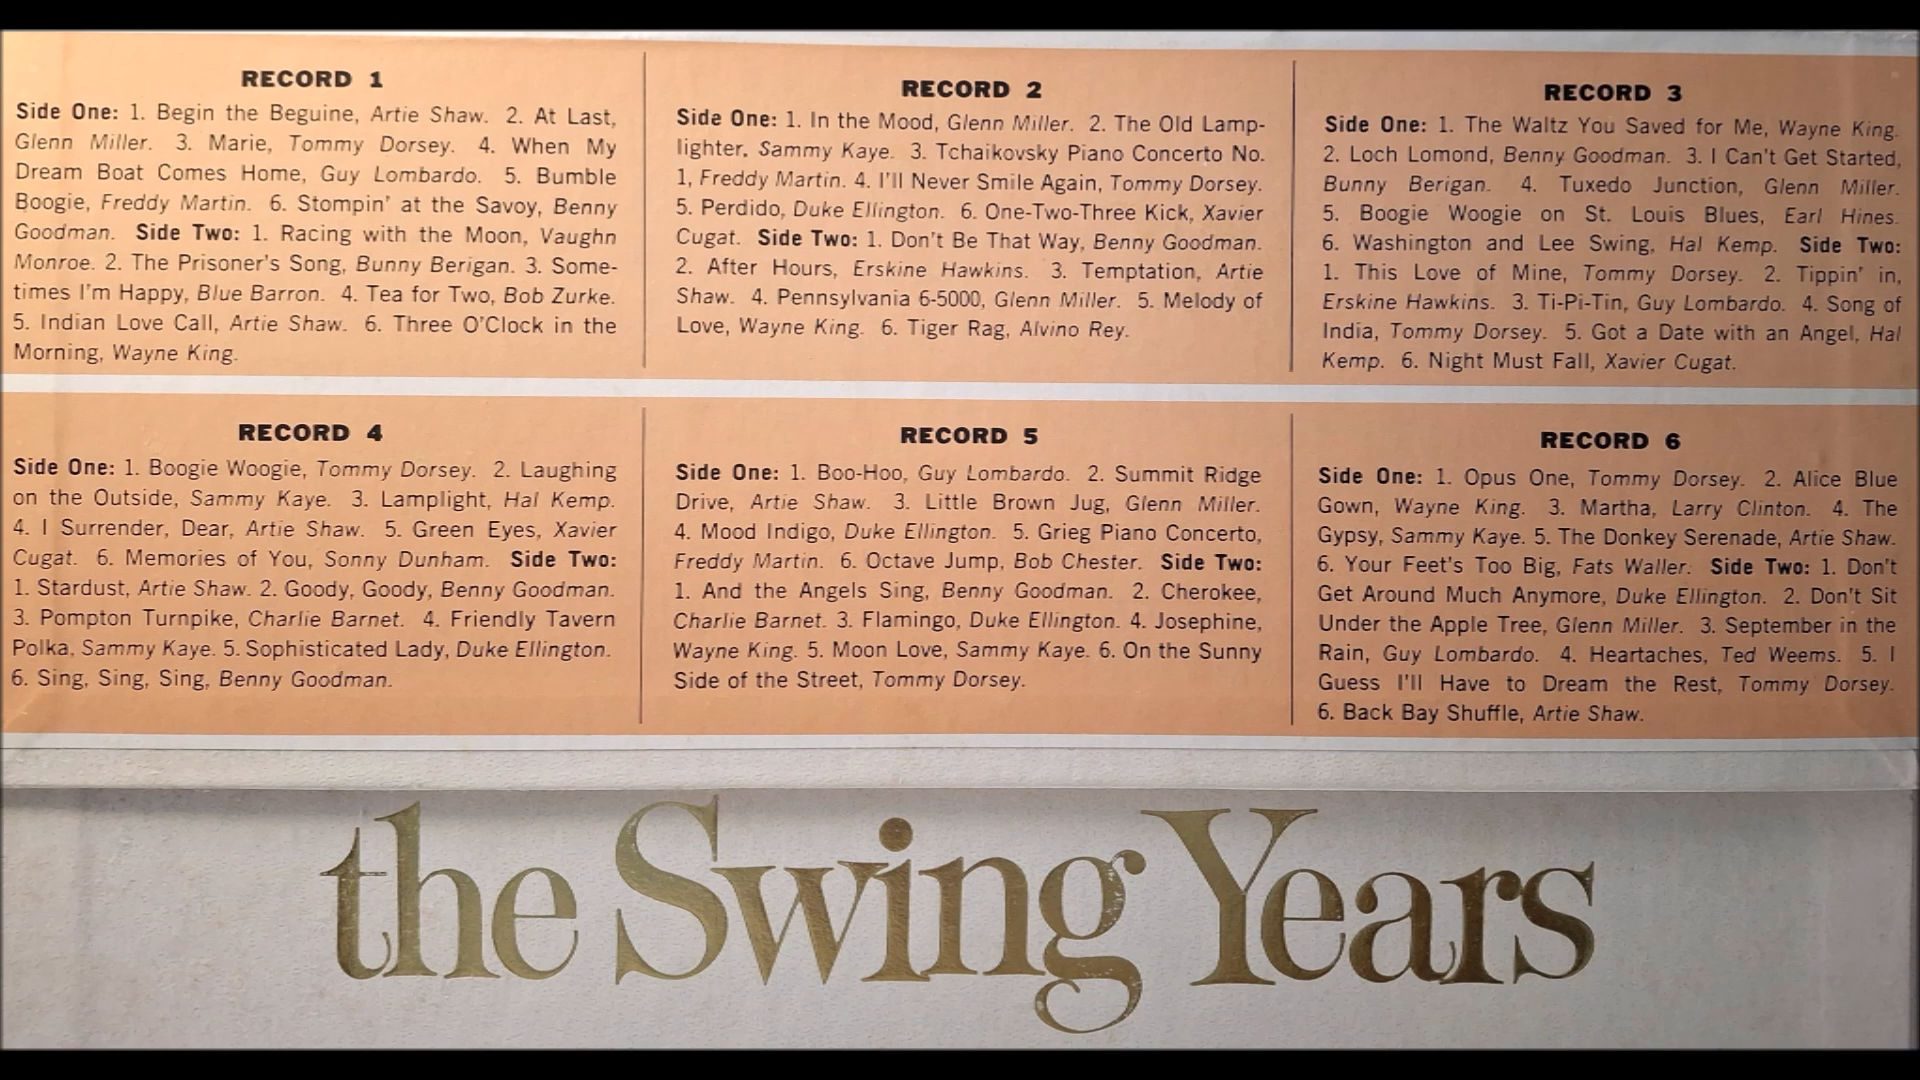 RECORD 1
Side One: 1. Begin the Beguine, Artie Shaw. 2. At Last,
Glenn Miller. 3. Marie, Tommy Dorsey. 4. When My
Dream Boat Comes Home, Guy Lombardo. 5. Bumble
Boogie, Freddy Martin. 6. Stompin' at the Savoy, Benny
Goodman. Side Two: 1. Racing with the Moon, Vaughn
Monroe. 2. The Prisoner's Song, Bunny Berigan. 3. Some-
times I'm Happy, Blue Barron. 4. Tea for Two, Bob Zurke.
5. Indian Love Call, Artie Shaw. 6. Three O'Clock in the
Morning, Wayne King.
RECORD 2
Side One: 1. In the Mood, Glenn Miller. 2. The Old Lamp-
lighter, Sammy Kaye. 3. Tchaikovsky Piano Concerto No.
1, Freddy Martin. 4. I'll Never Smile Again, Tommy Dorsey.
5. Perdido, Duke Ellington. 6. One-Two-Three Kick, Xavier
Cugat. Side Two: 1. Don't Be That Way, Benny Goodman.
2. After Hours, Erskine Hawkins. 3. Temptation, Artie
Shaw. 4. Pennsylvania 6-5000, Glenn Miller. 5. Melody of
Love, Wayne King. 6. Tiger Rag, Alvino Rey.
RECORD 3
Side One: 1. The Waltz You Saved for Me, Wayne King.
2. Loch Lomond, Benny Goodman. 3. I Can't Get Started,
Bunny Berigan. 4. Tuxedo Junction, Glenn Miller.
5. Boogie Woogie on St. Louis Blues, Earl Hines.
6. Washington and Lee Swing, Hal Kemp. Side Two:
1. This Love of Mine, Tommy Dorsey. 2. Tippin' in,
Erskine Hawkins. 3. Ti-Pi-Tin, Guy Lombardo. 4. Song of
India, Tommy Dorsey. 5. Got a Date with an Angel, Hal
Kemp. 6. Night Must Fall, Xavier Cugat.
RECORD 4
Side One: 1. Boogie Woogie, Tommy Dorsey. 2. Laughing
on the Outside, Sammy Kaye. 3. Lamplight, Hal Kemp.
4. I Surrender, Dear, Artie Shaw. 5. Green Eyes, Xavier
Cugat. 6. Memories of You, Sonny Dunham. Side Two:
1. Stardust, Artie Shaw. 2. Goody, Goody, Benny Goodman.
3. Pompton Turnpike, Charlie Barnet. 4. Friendly Tavern
Polka, Sammy Kaye. 5. Sophisticated Lady, Duke Ellington.
6. Sing, Sing, Sing, Benny Goodman.
RECORD 5
Side One: 1. Boo-Hoo, Guy Lombardo. 2. Summit Ridge
Drive, Artie Shaw. 3. Little Brown Jug, Glenn Miller.
4. Mood Indigo, Duke Ellington. 5. Grieg Piano Concerto,
Freddy Martin. 6. Octave Jump, Bob Chester. Side Two:
1. And the Angels Sing, Benny Goodman. 2. Cherokee,
Charlie Barnet. 3. Flamingo, Duke Ellington. 4. Josephine,
Wayne King. 5. Moon Love, Sammy Kaye. 6. On the Sunny
Side of the Street, Tommy Dorsey.
RECORD 6
Side One: 1. Opus One, Tommy Dorsey. 2. Alice Blue
Gown, Wayne King. 3. Martha, Larry Clinton. 4. The
Gypsy, Sammy Kaye. 5. The Donkey Serenade, Artie Shaw.
6. Your Feet's Too Big, Fats Waller. Side Two: 1. Don't
Get Around Much Anymore, Duke Ellington. 2. Don't Sit
Under the Apple Tree, Glenn Miller. 3. September in the
Rain, Guy Lombardo. 4. Heartaches, Ted Weems. 5. I
Guess I'll Have to Dream the Rest, Tommy Dorsey.
6. Back Bay Shuffle, Artie Shaw.
the Swing Years